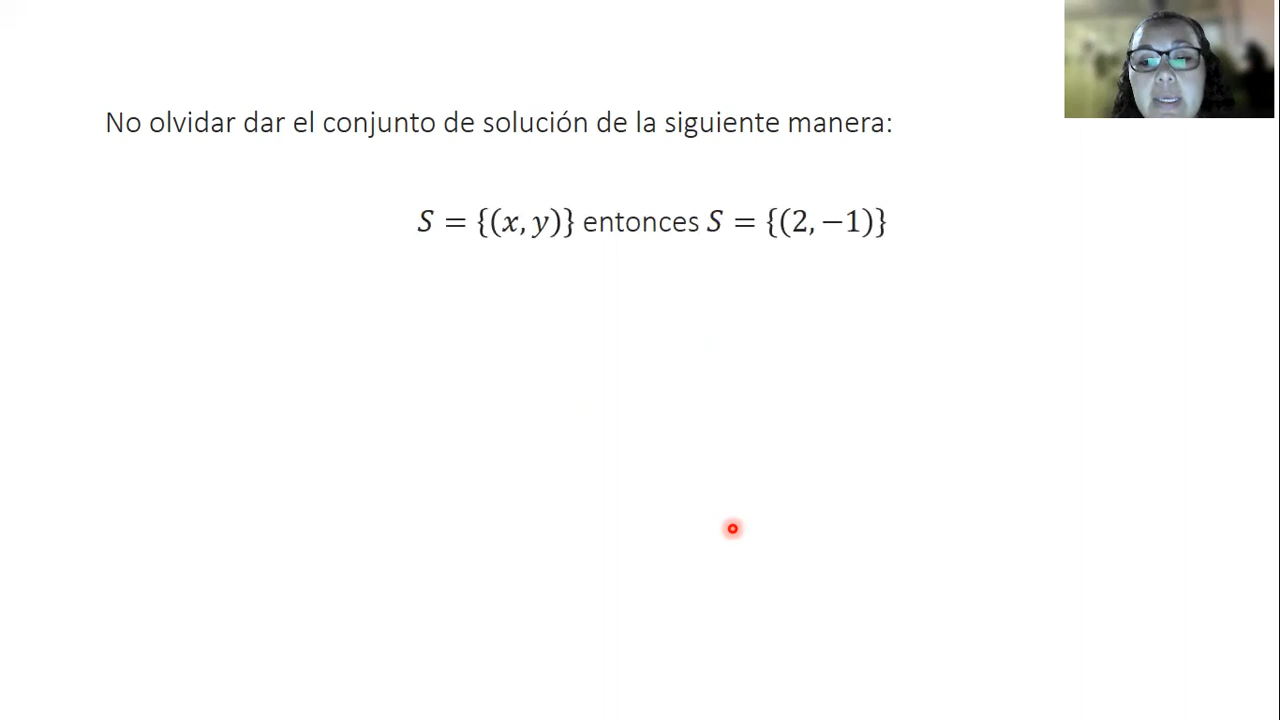 No olvidar dar el conjunto de solución de la siguiente manera:
S = {(x, y)} entonces S = {(2, −1)}